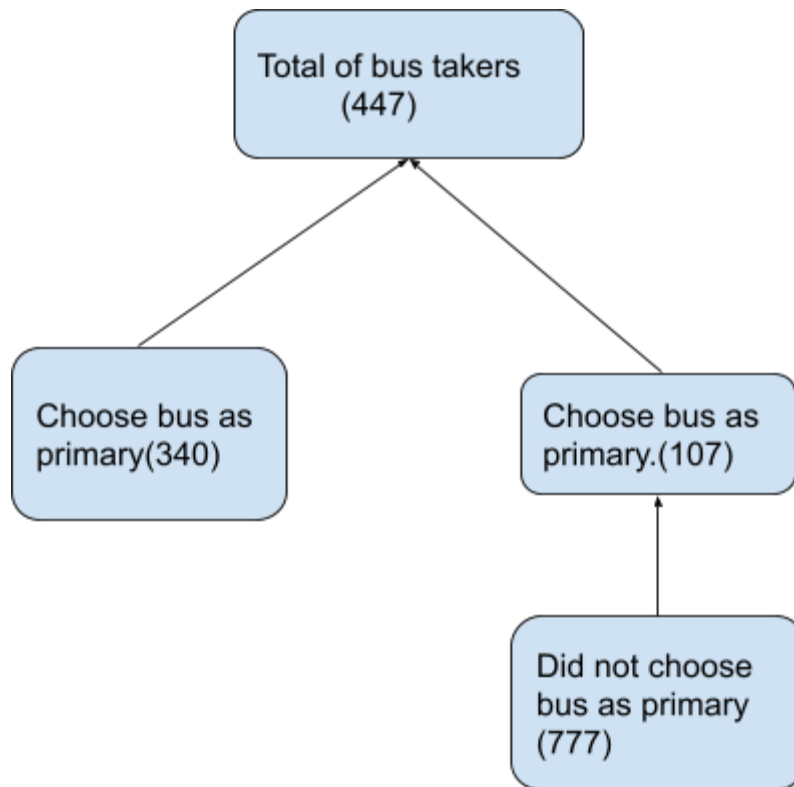 Total of bus takers
(447)
Choose bus as
primary(340)
Choose bus as
primary.(107)
Did not choose
bus as primary
(777)